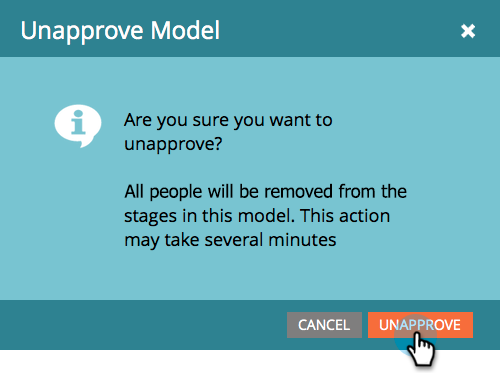 Unapprove Model
Are you sure you want to
unapprove?
All people will be removed from the
stages in this model. This action
may take several minutes
CANCEL
UNAPPROVE